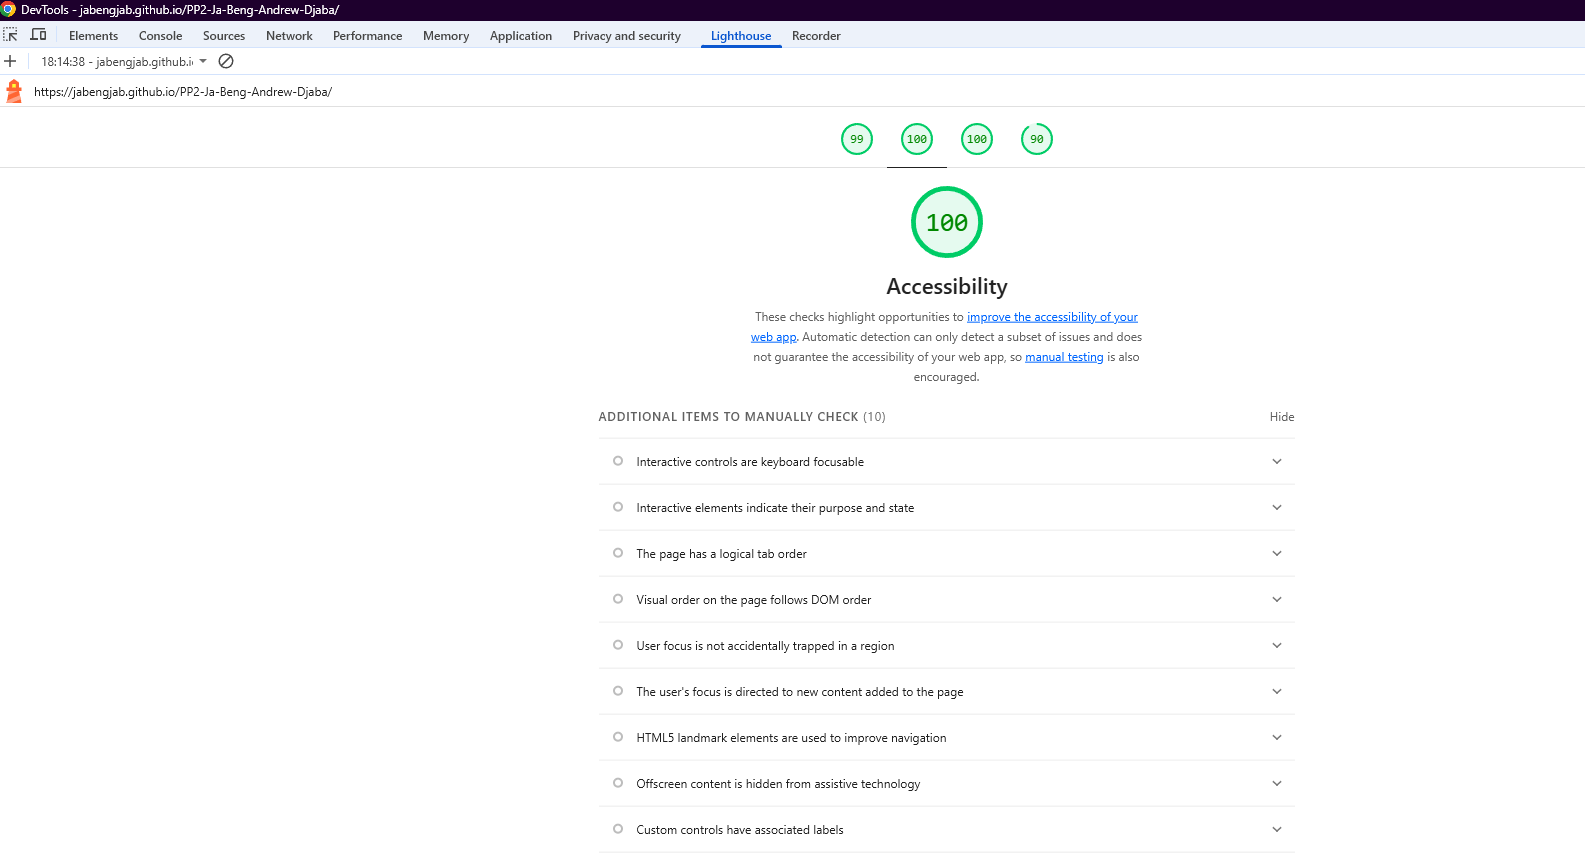 DevTools - jabengjab.github.io/PP2-Ja-Beng-Andrew-Djaba/
Elements Console Sources Network Performance Memory Application Privacy and security Lighthouse Recorder
18:14:38 - jabengjab.github.i
https://jabengjab.github.io/PP2-Ja-Beng-Andrew-Djaba/
99 100 100 90
100
Accessibility
These checks highlight opportunities to improve the accessibility of your
web app. Automatic detection can only detect a subset of issues and does
not guarantee the accessibility of your web app, so manual testing is also
encouraged.
ADDITIONAL ITEMS TO MANUALLY CHECK (10) Hide
Interactive controls are keyboard focusable
Interactive elements indicate their purpose and state
The page has a logical tab order
Visual order on the page follows DOM order
User focus is not accidentally trapped in a region
The user's focus is directed to new content added to the page
HTML5 landmark elements are used to improve navigation
Offscreen content is hidden from assistive technology
Custom controls have associated labels